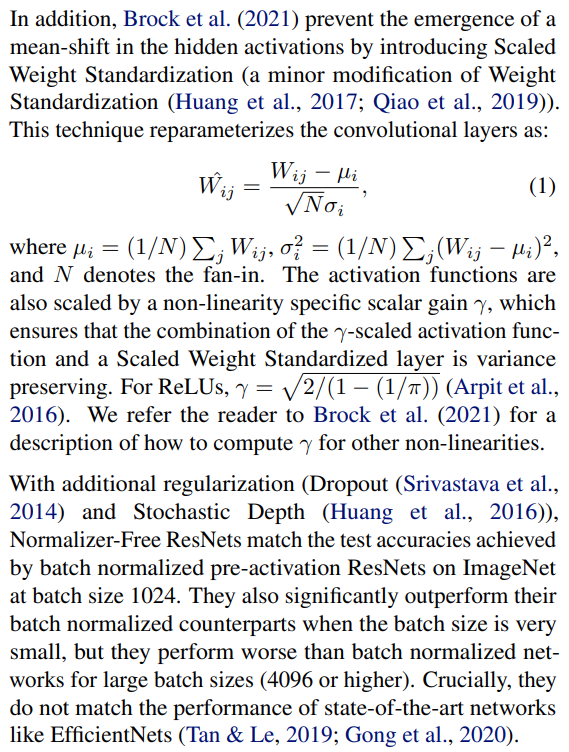 In addition, Brock et al. (2021) prevent the emergence of a
mean-shift in the hidden activations by introducing Scaled
Weight Standardization (a minor modification of Weight
Standardization (Huang et al., 2017; Qiao et al., 2019)).
This technique reparameterizes the convolutional layers as:
$\hat{W_{ij}} = \frac{W_{ij} - \mu_i}{\sqrt{N}\sigma_i},$ (1)
where $\mu_i = (1/N)\sum_j W_{ij}$, $\sigma_i^2 = (1/N)\sum_j (W_{ij} - \mu_i)^2$,
and $N$ denotes the fan-in. The activation functions are
also scaled by a non-linearity specific scalar gain $\gamma$, which
ensures that the combination of the $\gamma$-scaled activation func-
tion and a Scaled Weight Standardized layer is variance
preserving. For ReLUs, $\gamma = \sqrt{2/(1 - (1/\pi))}$ (Arpit et al.,
2016). We refer the reader to Brock et al. (2021) for a
description of how to compute $\gamma$ for other non-linearities.
With additional regularization (Dropout (Srivastava et al.,
2014) and Stochastic Depth (Huang et al., 2016)),
Normalizer-Free ResNets match the test accuracies achieved
by batch normalized pre-activation ResNets on ImageNet
at batch size 1024. They also significantly outperform their
batch normalized counterparts when the batch size is very
small, but they perform worse than batch normalized net-
works for large batch sizes (4096 or higher). Crucially, they
do not match the performance of state-of-the-art networks
like EfficientNets (Tan & Le, 2019; Gong et al., 2020).